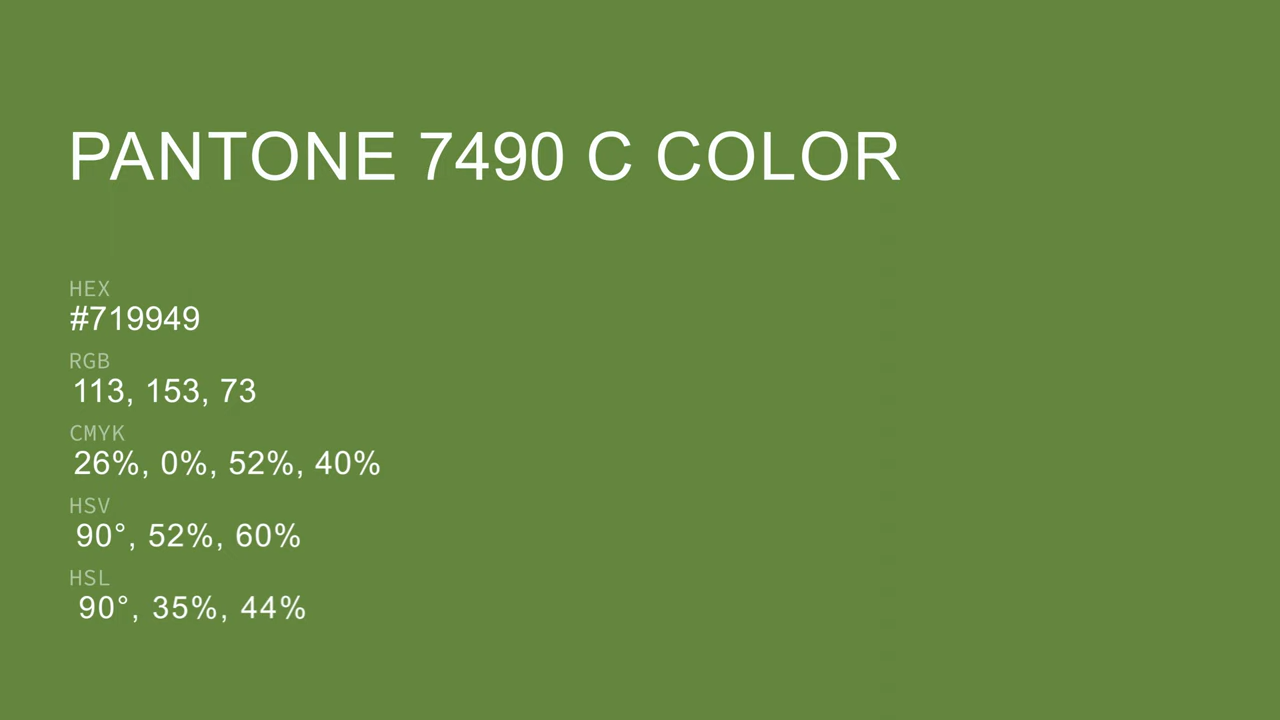 PANTONE 7490 C COLOR
HEX
#719949
RGB
113, 153, 73
CMYK
26%, 0%, 52%, 40%
HSV
90°, 52%, 60%
HSL
90°, 35%, 44%